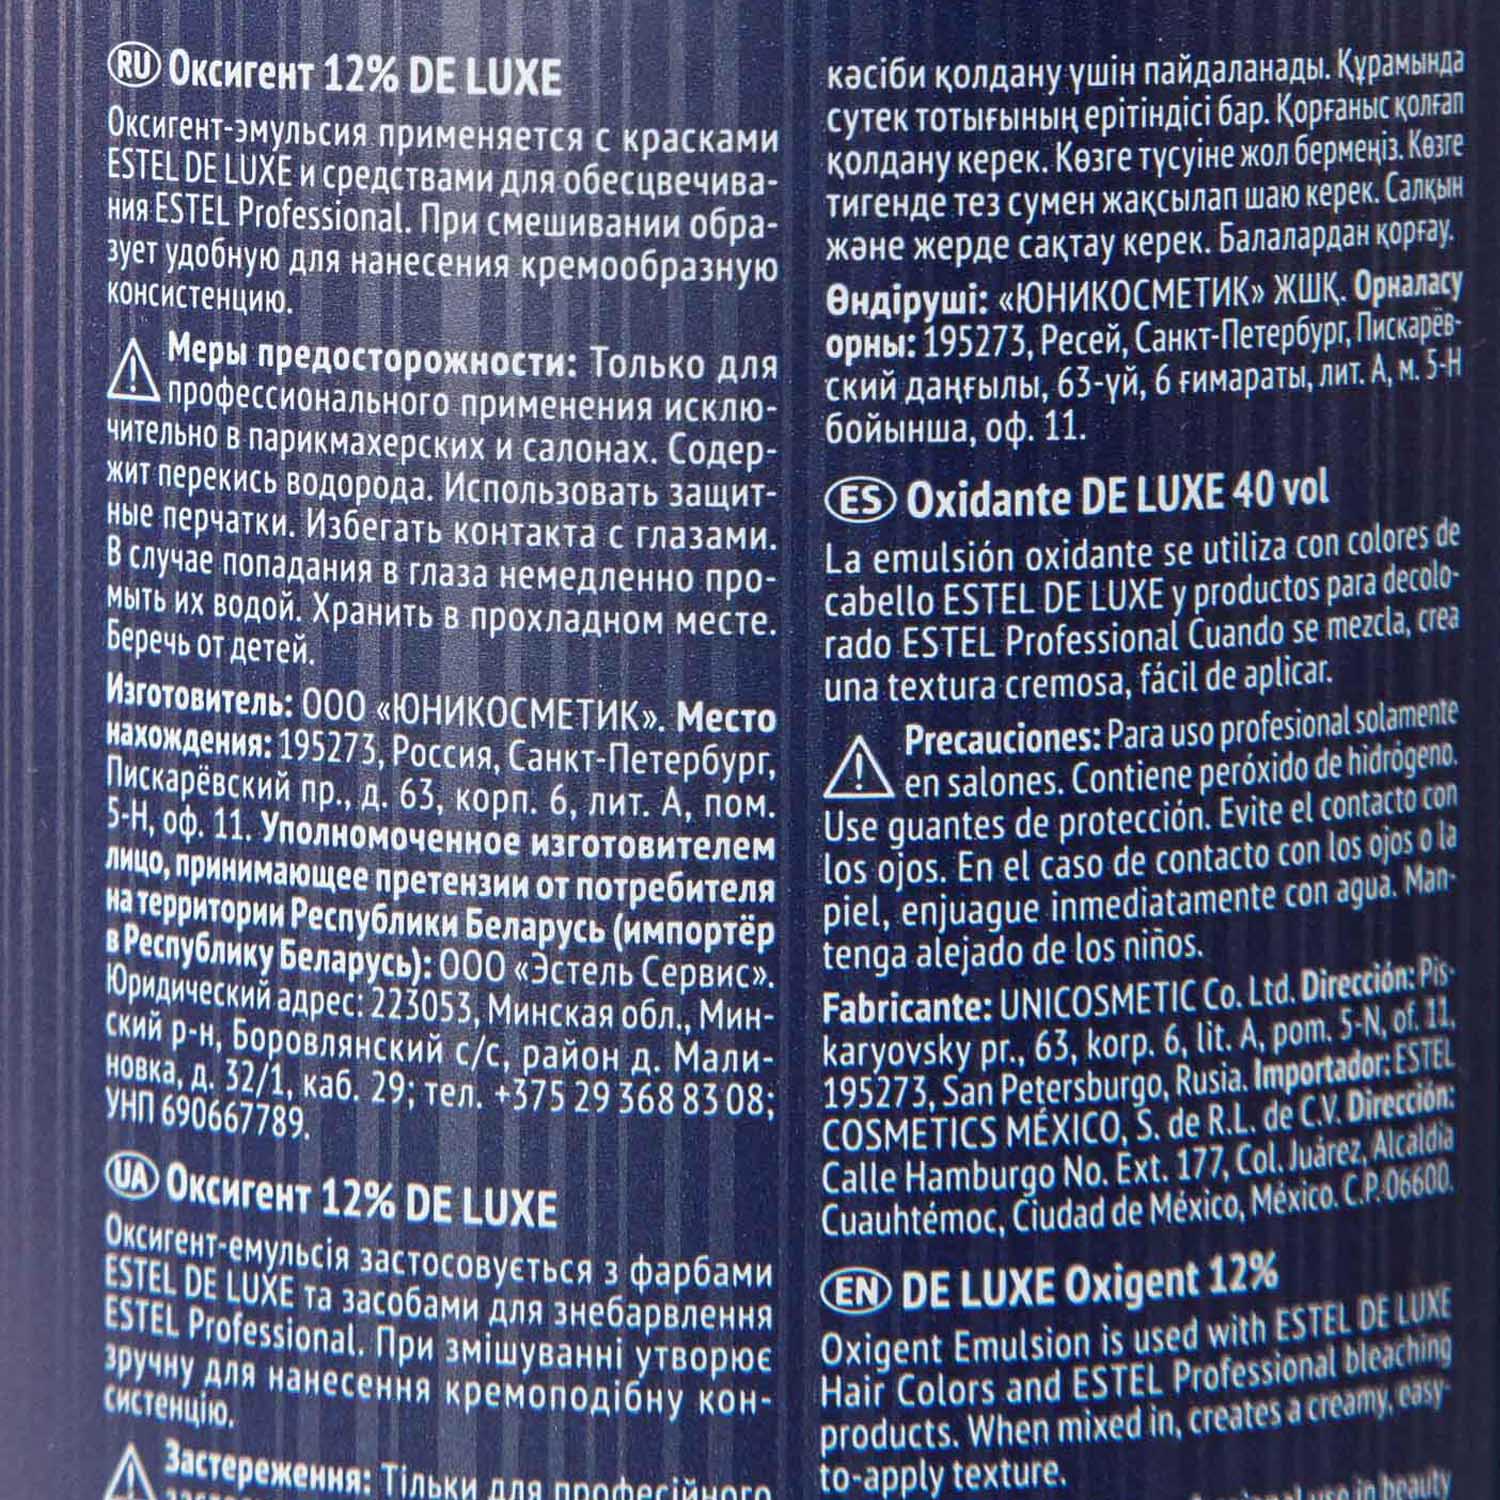 RU Оксигент 12% DE LUXE
Оксигент-эмульсия применяется с красками
ESTEL DE LUXE и средствами для обесцвечива-
ния ESTEL Professional. При смешивании обра-
зует удобную для нанесения кремообразную
консистенцию.
Меры предосторожности: Только для
профессионального применения исклю-
чительно в парикмахерских и салонах. Содер-
жит перекись водорода. Использовать защит-
ные перчатки. Избегать контакта с глазами.
В случае попадания в глаза немедленно про-
мыть их водой. Хранить в прохладном месте.
Беречь от детей.
Изготовитель: ООО «ЮНИКОСМЕТИК». Место
нахождения: 195273, Россия, Санкт-Петербург,
Пискарёвский пр., д. 63, корп. 6, лит. А, пом.
5-Н, оф. 11. Уполномоченное изготовителем
лицо, принимающее претензии от потребителя
на территории Республики Беларусь (импортёр
в Республику Беларусь): ООО «Эстель Сервис».
Юридический адрес: 223053, Минская обл., Мин-
ский р-н, Боровлянский с/с, район д. Мали-
новка, д. 32/1, каб. 29; тел. +375 29 368 83 08;
УНП 690667789.
UA Оксигент 12% DE LUXE
Оксигент-емульсія застосовується з фарбами
ESTEL DE LUXE та засобами для знебарвлення
ESTEL Professional. При змішуванні утворює
зручну для нанесення кремоподібну кон-
систенцію.
Застереження: Тільки для професійного
кәсіби қолдану үшін пайдаланады. Құрамында
сутек тотығының ерітіндісі бар. Қорғаныс қолғап
қолдану керек. Көзге түсуіне жол бермеңіз. Көзге
тигенде тез сумен жақсылап шаю керек. Салқын
және жерде сақтау керек. Балалардан қорғау.
Өндіруші: «ЮНИКОСМЕТИК» ЖШҚ. Орналасу
орны: 195273, Ресей, Санкт-Петербург, Пискарёв-
ский даңғылы, 63-үй, 6 ғимараты, лит. А, м. 5-Н
бойынша, оф. 11.
ES Oxidante DE LUXE 40 vol
La emulsión oxidante se utiliza con colores de
cabello ESTEL DE LUXE y productos para decolo-
rado ESTEL Professional Cuando se mezcla, crea
una textura cremosa, fácil de aplicar.
Precauciones: Para uso profesional solamente
en salones. Contiene peróxido de hidrógeno.
Use guantes de protección. Evite el contacto con
los ojos. En el caso de contacto con los ojos o la
piel, enjuague inmediatamente con agua. Man-
tenga alejado de los niños.
Fabricante: UNICOSMETIC Co. Ltd. Dirección: Pis-
karyovsky pr., 63, korp. 6, lit. A, pom. 5-N, of. 11,
195273, San Petersburgo, Rusia. Importador: ESTEL
COSMETICS MÉXICO, S. de R.L. de C.V. Dirección:
Calle Hamburgo No. Ext. 177, Col. Juárez, Alcaldía
Cuauhtémoc, Ciudad de México, México. C.P. 06600.
EN DE LUXE Oxigent 12%
Oxigent Emulsion is used with ESTEL DE LUXE
Hair Colors and ESTEL Professional bleaching
products. When mixed in, creates a creamy, easy-
to-apply texture.
use in beauty